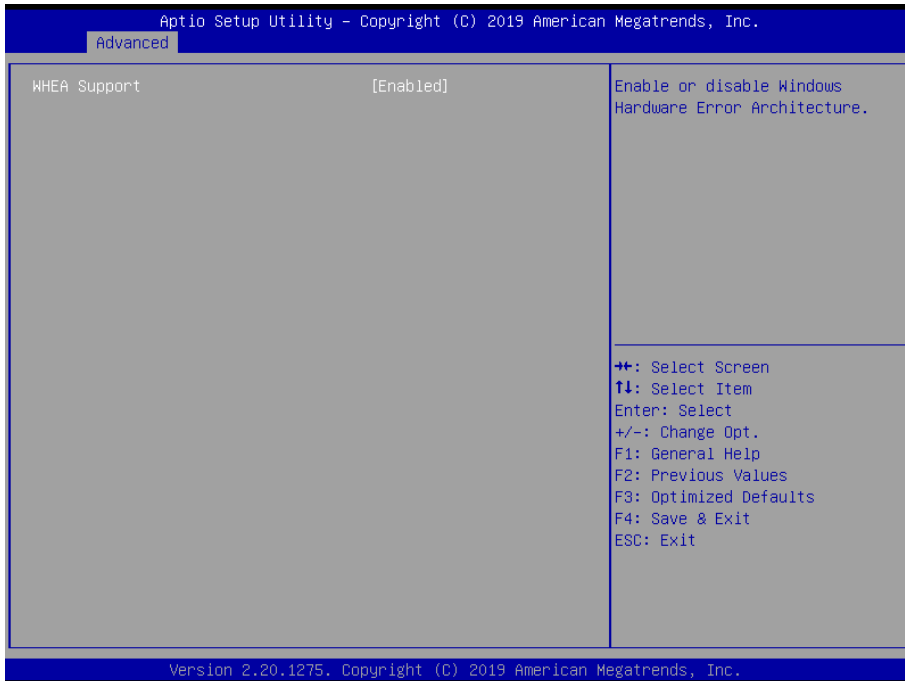 Aptio Setup Utility – Copyright (C) 2019 American Megatrends, Inc.
Advanced
WHEA Support [Enabled]
Enable or disable Windows
Hardware Error Architecture.
→←: Select Screen
↑↓: Select Item
Enter: Select
+/-: Change Opt.
F1: General Help
F2: Previous Values
F3: Optimized Defaults
F4: Save & Exit
ESC: Exit
Version 2.20.1275. Copyright (C) 2019 American Megatrends, Inc.